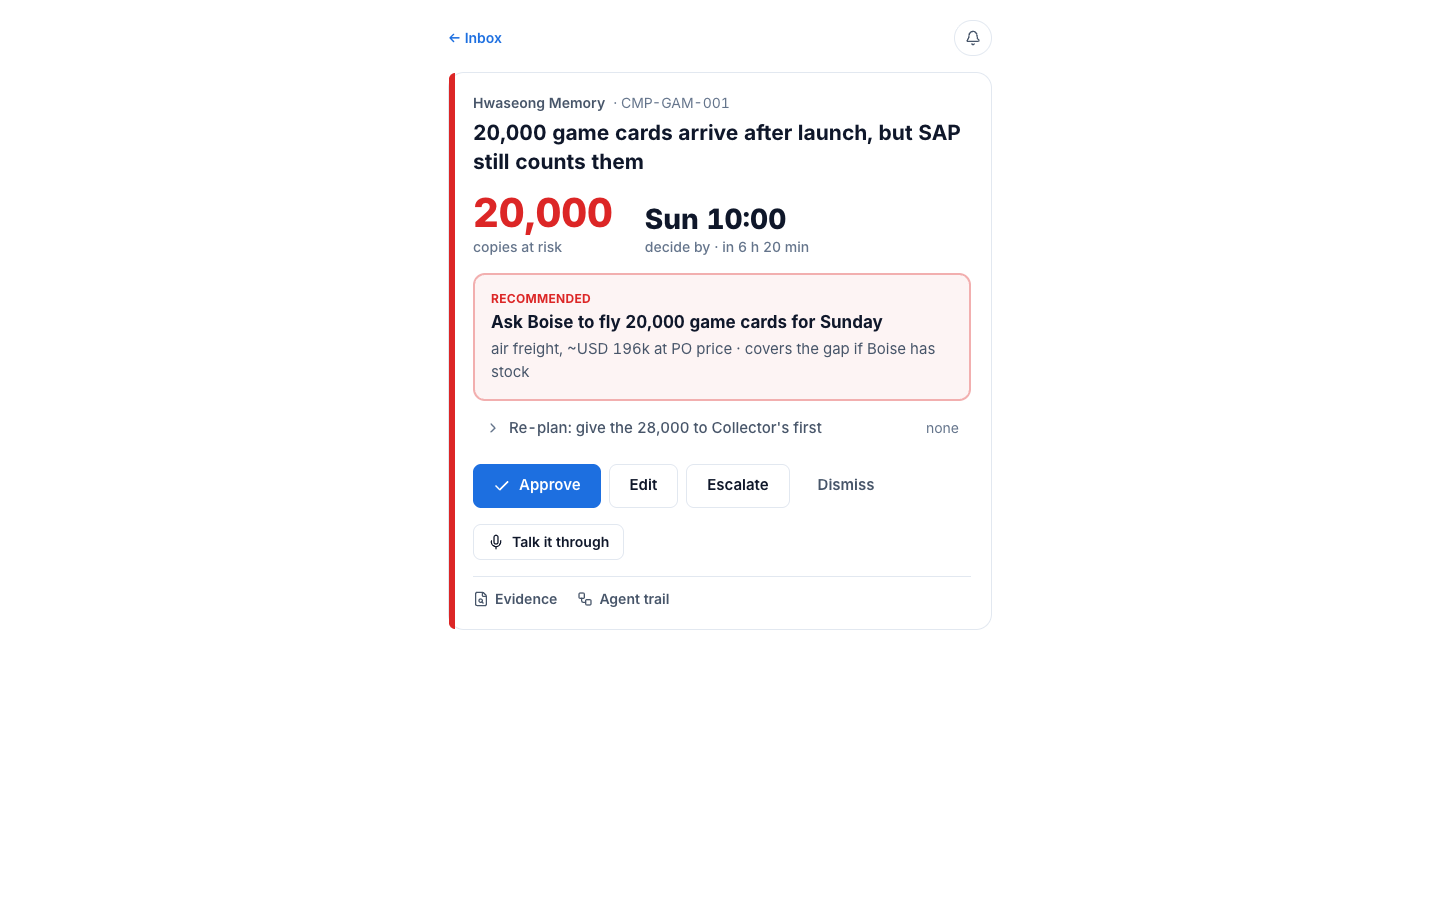 ← Inbox
Hwaseong Memory · CMP-GAM-001
20,000 game cards arrive after launch, but SAP
still counts them
20,000
copies at risk
Sun 10:00
decide by · in 6 h 20 min
RECOMMENDED
Ask Boise to fly 20,000 game cards for Sunday
air freight, ~USD 196k at PO price · covers the gap if Boise has
stock
Re-plan: give the 28,000 to Collector's first
none
Approve
Edit
Escalate
Dismiss
Talk it through
Evidence
Agent trail